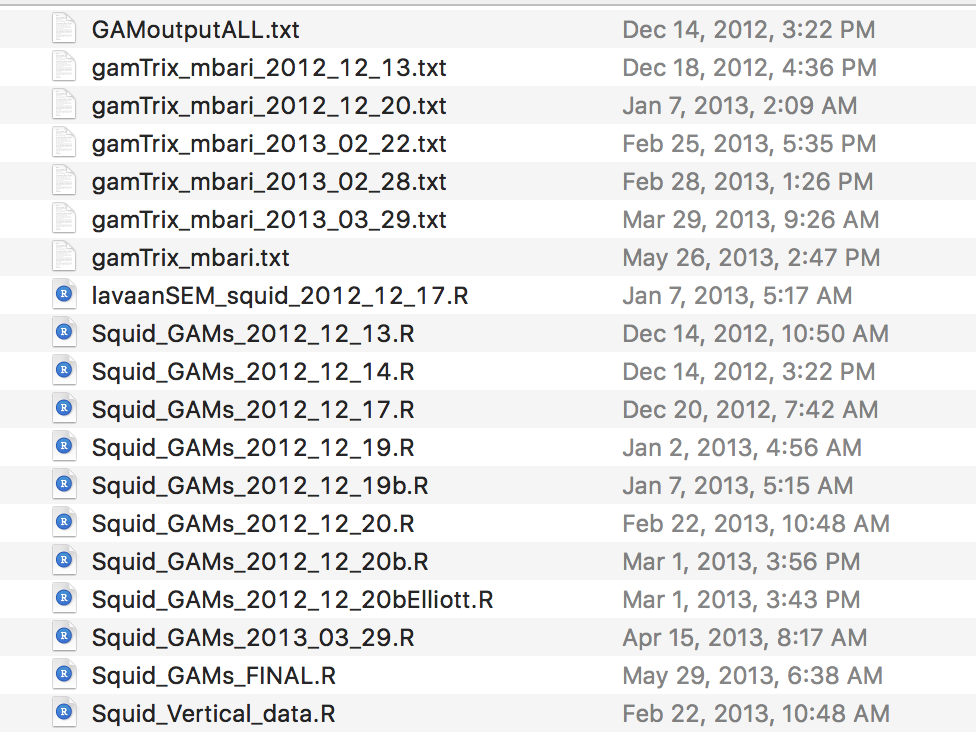 GAMoutputALL.txt Dec 14, 2012, 3:22 PM
gamTrix_mbari_2012_12_13.txt Dec 18, 2012, 4:36 PM
gamTrix_mbari_2012_12_20.txt Jan 7, 2013, 2:09 AM
gamTrix_mbari_2013_02_22.txt Feb 25, 2013, 5:35 PM
gamTrix_mbari_2013_02_28.txt Feb 28, 2013, 1:26 PM
gamTrix_mbari_2013_03_29.txt Mar 29, 2013, 9:26 AM
gamTrix_mbari.txt May 26, 2013, 2:47 PM
R lavaanSEM_squid_2012_12_17.R Jan 7, 2013, 5:17 AM
R Squid_GAMs_2012_12_13.R Dec 14, 2012, 10:50 AM
R Squid_GAMs_2012_12_14.R Dec 14, 2012, 3:22 PM
R Squid_GAMs_2012_12_17.R Dec 20, 2012, 7:42 AM
R Squid_GAMs_2012_12_19.R Jan 2, 2013, 4:56 AM
R Squid_GAMs_2012_12_19b.R Jan 7, 2013, 5:15 AM
R Squid_GAMs_2012_12_20.R Feb 22, 2013, 10:48 AM
R Squid_GAMs_2012_12_20b.R Mar 1, 2013, 3:56 PM
R Squid_GAMs_2012_12_20bElliott.R Mar 1, 2013, 3:43 PM
R Squid_GAMs_2013_03_29.R Apr 15, 2013, 8:17 AM
R Squid_GAMs_FINAL.R May 29, 2013, 6:38 AM
R Squid_Vertical_data.R Feb 22, 2013, 10:48 AM